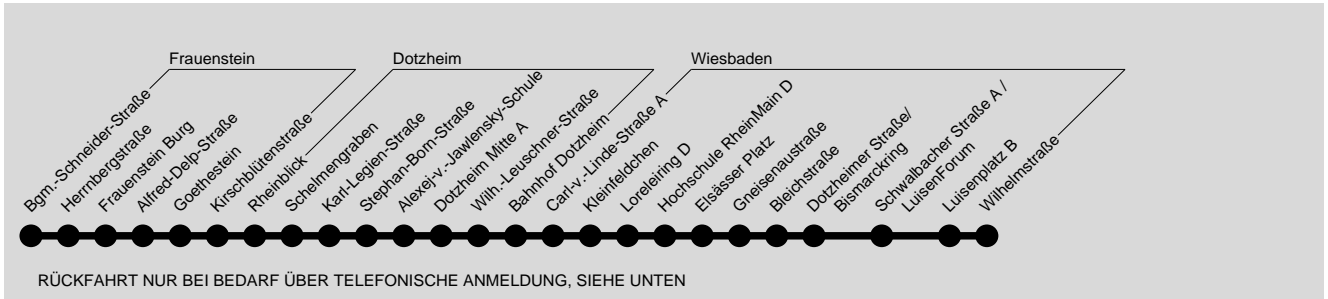 Frauenstein
Dotzheim
Wiesbaden
Bgm.-Schneider-Straße
Herrnbergstraße
Frauenstein Burg
Alfred-Delp-Straße
Goethestein
Kirschblütenstraße
Rheinblick
Schelmengraben
Karl-Legien-Straße
Stephan-Born-Straße
Alexej-v.-Jawlensky-Schule
Dotzheim Mitte A
Wilh.-Leuschner-Straße
Bahnhof Dotzheim
Carl-v.-Linde-Straße A
Kleinfeldchen
Loreleiring D
Hochschule RheinMain D
Elsässer Platz
Gneisenaustraße
Bleichstraße
Dotzheimer Straße/
Bismarckring
Schwalbacher Straße A /
LuisenForum
Luisenplatz B
Wilhelmstraße
RÜCKFAHRT NUR BEI BEDARF ÜBER TELEFONISCHE ANMELDUNG, SIEHE UNTEN